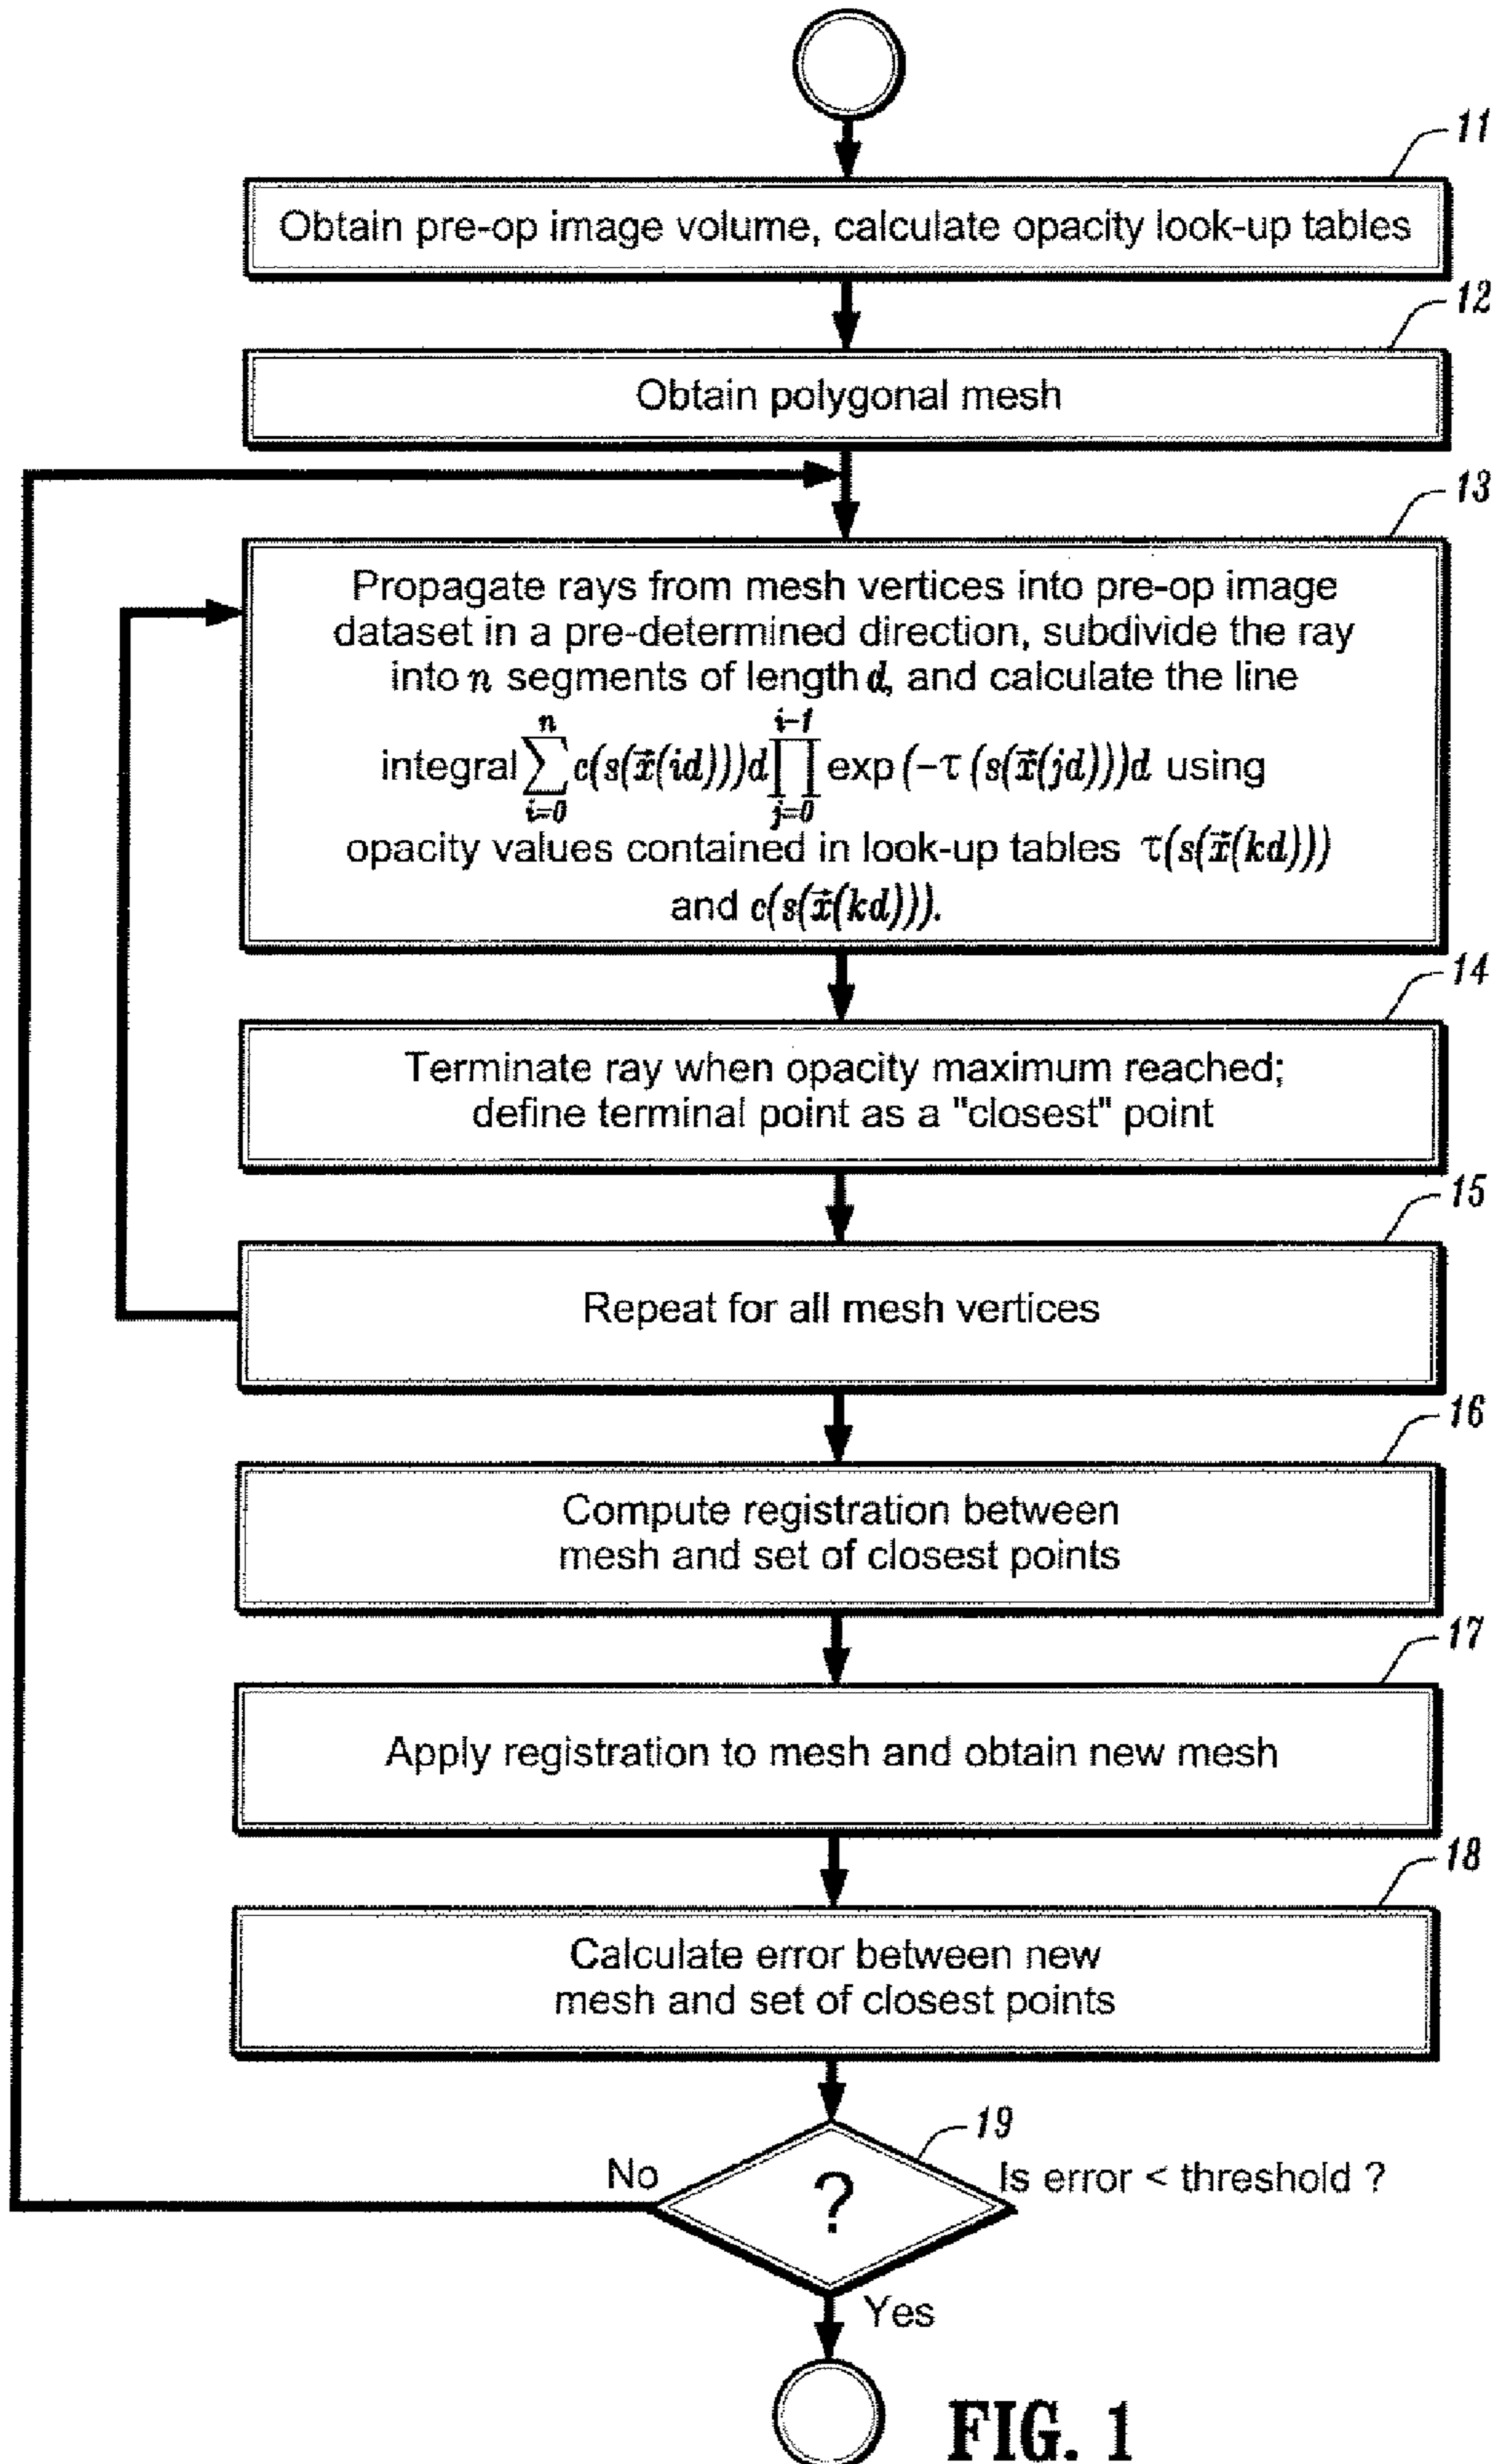 11
Obtain pre-op image volume, calculate opacity look-up tables
12
Obtain polygonal mesh
13
Propagate rays from mesh vertices into pre-op image
dataset in a pre-determined direction, subdivide the ray
into n segments of length d, and calculate the line
integral ∑_{i=0}^{n} c(s(x⃗(id)))d ∏_{j=0}^{i-1} exp(-τ(s(x⃗(jd)))d using
opacity values contained in look-up tables τ(s(x⃗(kd)))
and c(s(x⃗(kd))).
14
Terminate ray when opacity maximum reached;
define terminal point as a "closest" point
15
Repeat for all mesh vertices
16
Compute registration between
mesh and set of closest points
17
Apply registration to mesh and obtain new mesh
18
Calculate error between new
mesh and set of closest points
19
No
?
Is error < threshold ?
Yes
FIG. 1